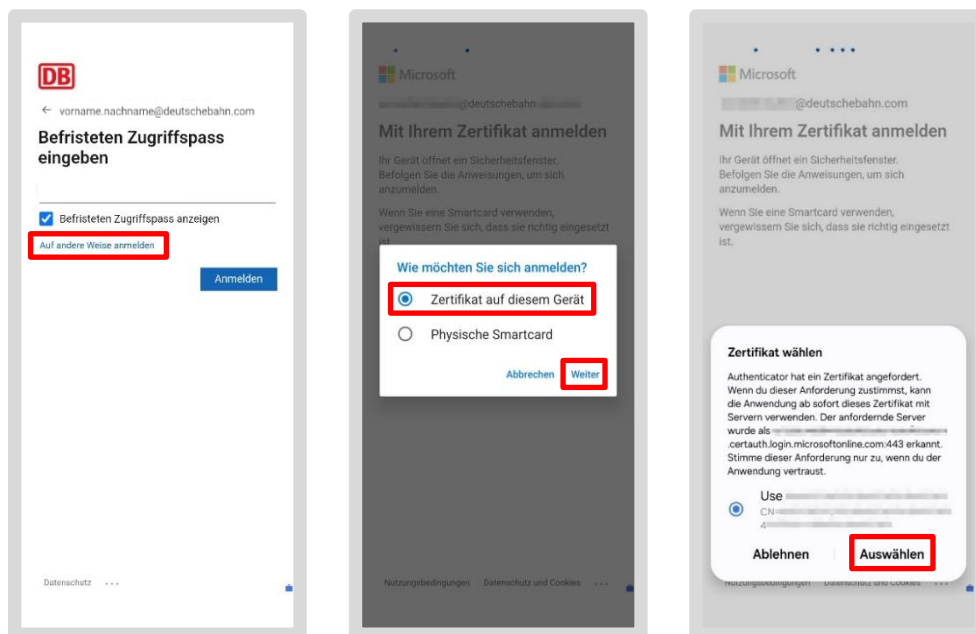 DB
← vorname.nachname@deutschebahn.com
Befristeten Zugriffspass
eingeben
Befristeten Zugriffspass anzeigen
Auf andere Weise anmelden
Anmelden
Datenschutz ...
Microsoft
@deutschebahn
Mit Ihrem Zertifikat anmelden
Ihr Gerät öffnet ein Sicherheitsfenster.
Befolgen Sie die Anweisungen, um sich
anzumelden.
Wenn Sie eine Smartcard verwenden,
vergewissern Sie sich, dass sie richtig eingesetzt
ist.
Wie möchten Sie sich anmelden?
Zertifikat auf diesem Gerät
Physische Smartcard
Abbrechen Weiter
Nutzungsbedingungen Datenschutz und Cookies ...
Microsoft
@deutschebahn.com
Mit Ihrem Zertifikat anmelden
Ihr Gerät öffnet ein Sicherheitsfenster.
Befolgen Sie die Anweisungen, um sich
anzumelden.
Wenn Sie eine Smartcard verwenden,
vergewissern Sie sich, dass sie richtig eingesetzt
ist.
Zertifikat wählen
Authenticator hat ein Zertifikat angefordert.
Wenn du dieser Anforderung zustimmst, kann
die Anwendung ab sofort dieses Zertifikat mit
Servern verwenden. Der anfordernde Server
wurde als
.certauth.login.microsoftonline.com:443 erkannt.
Stimme dieser Anforderung nur zu, wenn du der
Anwendung vertraust.
Use
CN=
4
Ablehnen Auswählen
Nutzungsbedingungen Datenschutz und Cookies ...